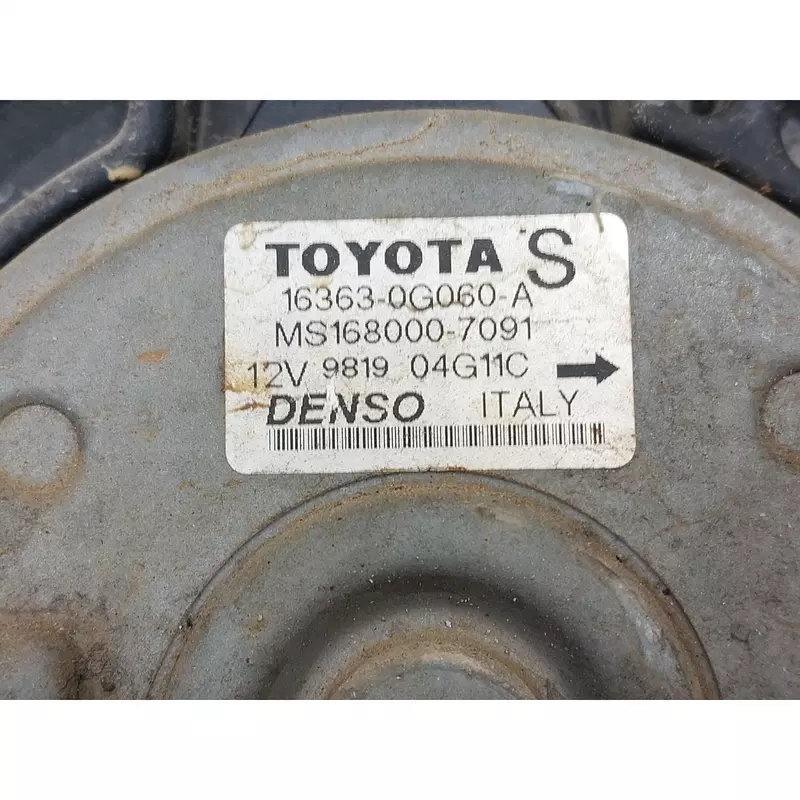 TOYOTA S
16363-0G060-A
MS168000-7091
12V 9819 04G11C
DENSO ITALY